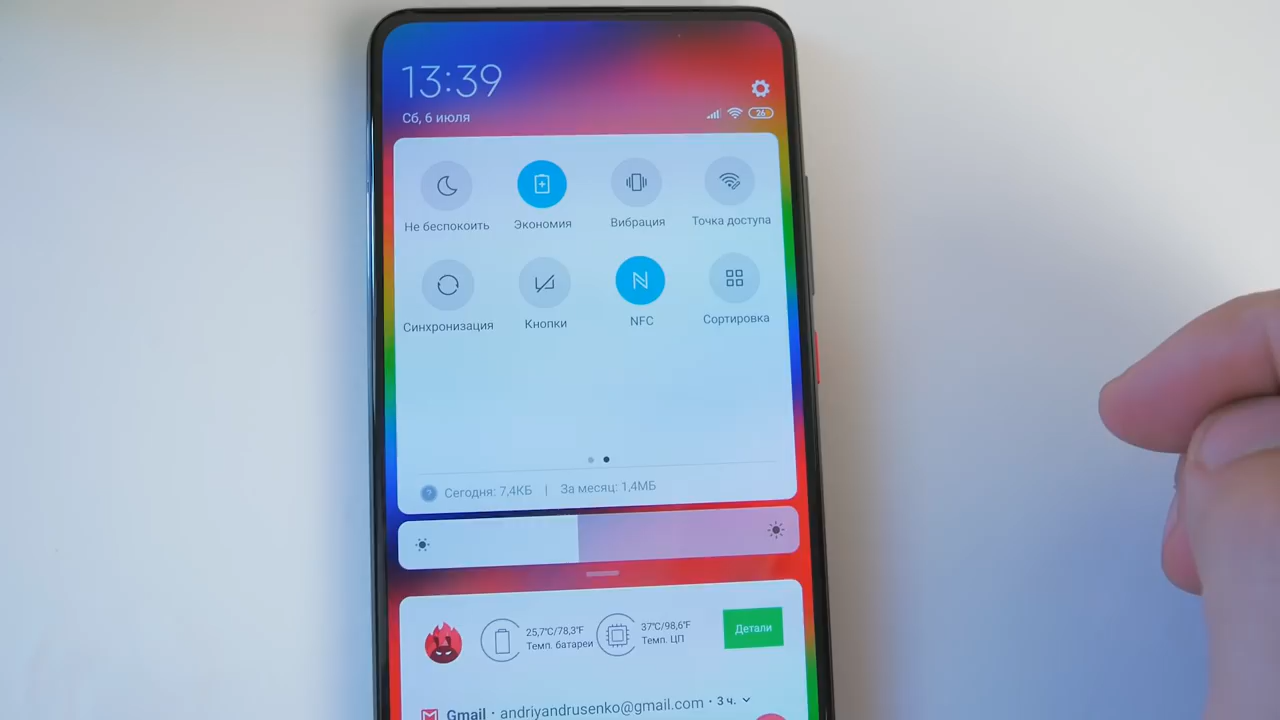 13:39
Сб, 6 июля
26
Не беспокоить
Экономия
Вибрация
Точка доступа
Синхронизация
Кнопки
NFC
Сортировка
Сегодня: 7,4КБ | За месяц: 1,4МБ
25,7°C/78,3°F
Темп. батареи
37°C/98,6°F
Темп. ЦП
Детали
Gmail · andriyandrusenko@gmail.com · 3 ч.